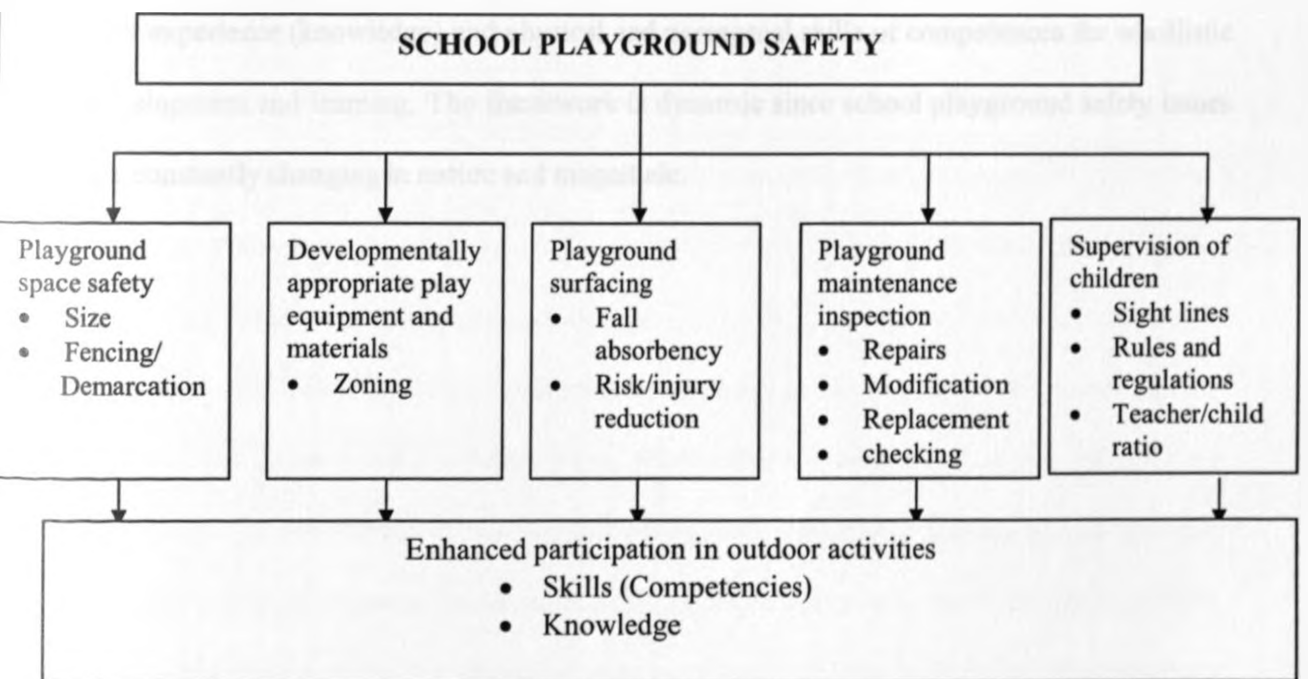 SCHOOL PLAYGROUND SAFETY
Playground
space safety
• Size
• Fencing/
Demarcation
Developmentally
appropriate play
equipment and
materials
• Zoning
Playground
surfacing
• Fall
absorbency
• Risk/injury
reduction
Playground
maintenance
inspection
• Repairs
• Modification
• Replacement
• checking
Supervision of
children
• Sight lines
• Rules and
regulations
• Teacher/child
ratio
Enhanced participation in outdoor activities
• Skills (Competencies)
• Knowledge